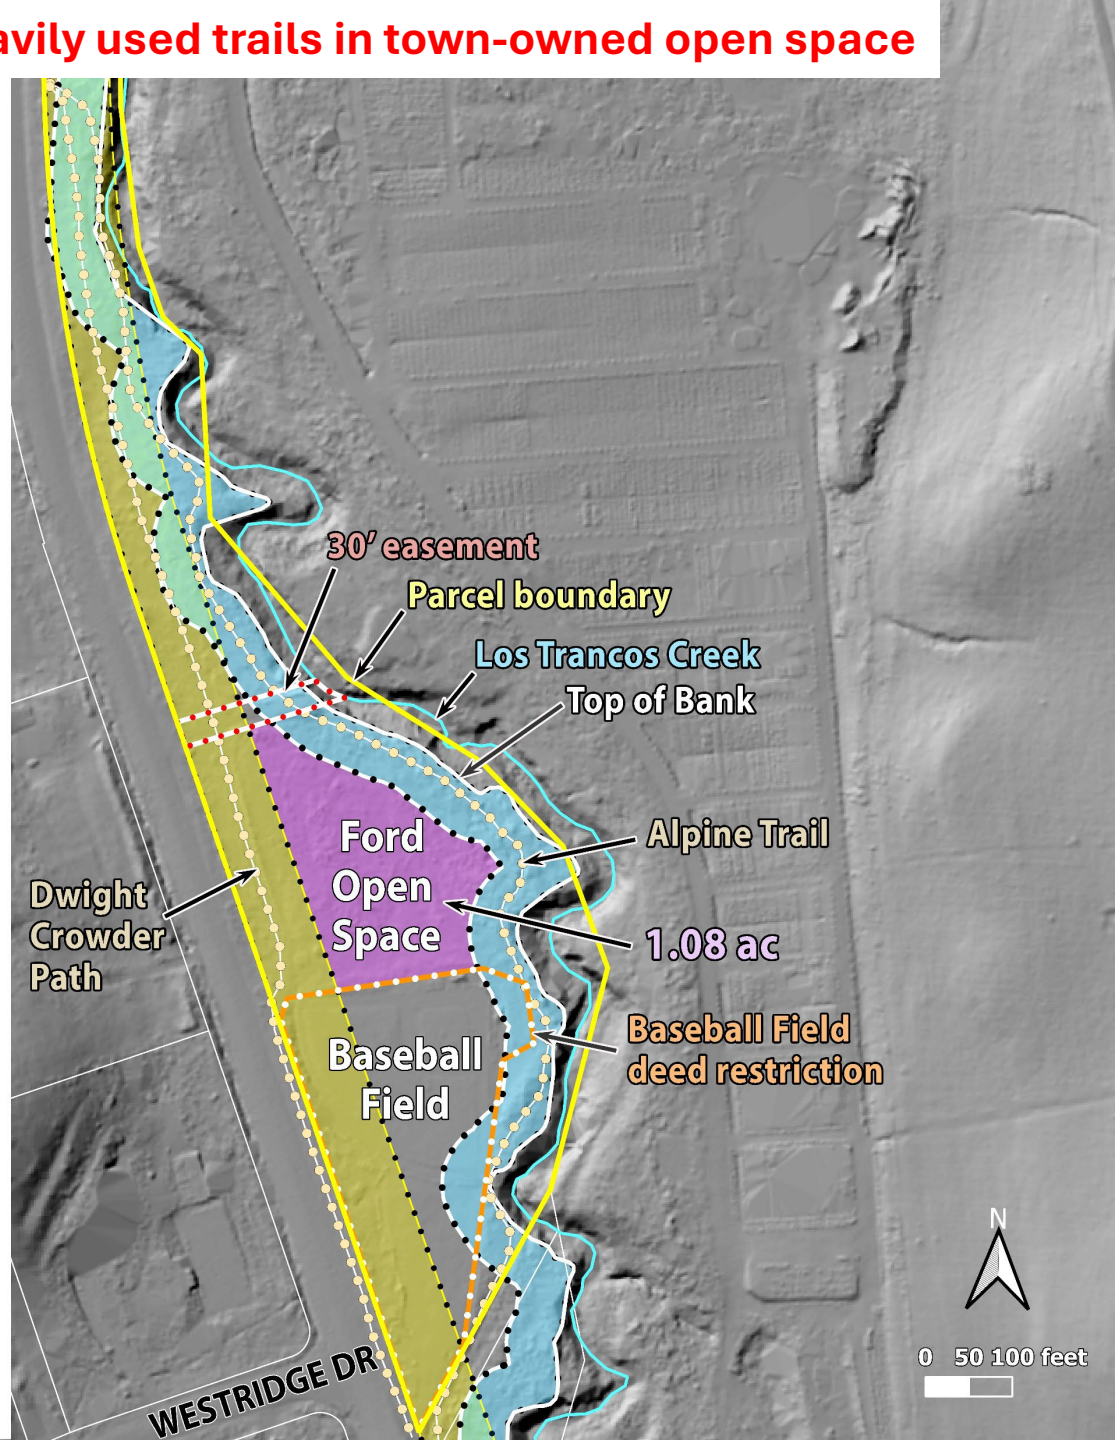 avily used trails in town-owned open space
30' easement
Parcel boundary
Los Trancos Creek
Top of Bank
Ford
Open
Space
Alpine Trail
Dwight
Crowder
Path
1.08 ac
Baseball Field
deed restriction
Baseball
Field
N
0 50 100 feet
WESTRIDGE DR